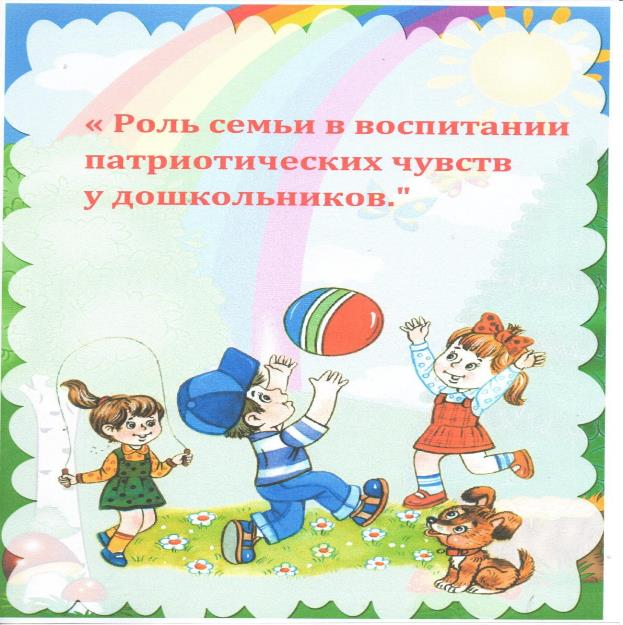 « Роль семьи в воспитании
патриотических чувств
у дошкольников."